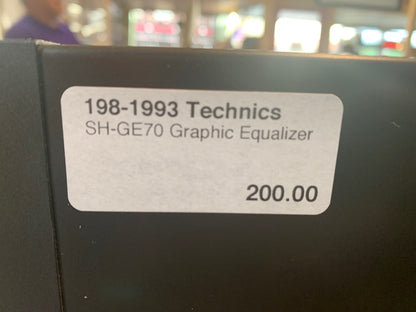 198-1993 Technics
SH-GE70 Graphic Equalizer
200.00